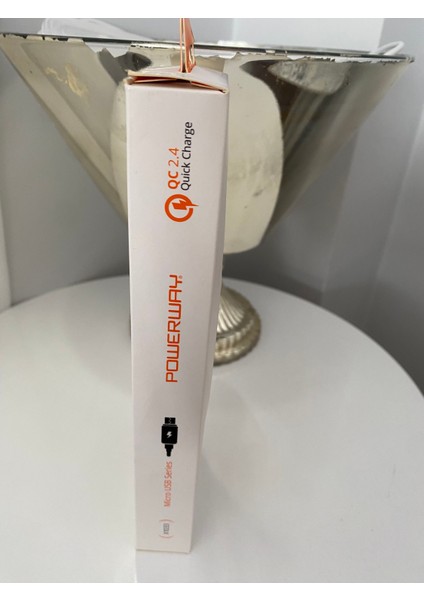 QC 2.4
Quick Charge
POWERWAY
Micro USB Series